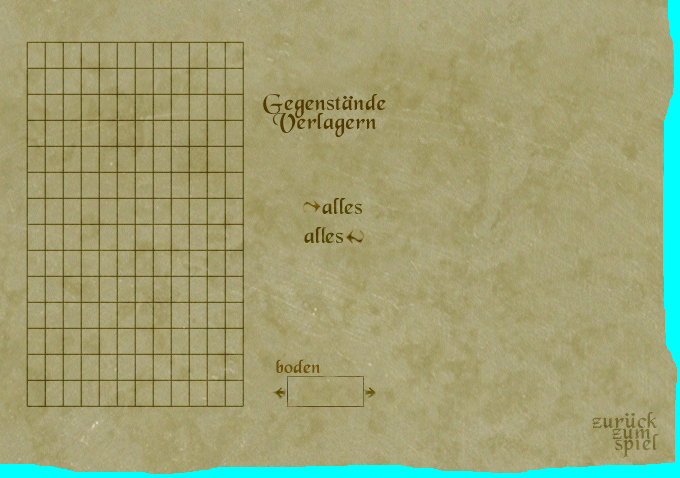 Gegenstände
Verlagern
alles
alles
boden
zurück
zum
spiel